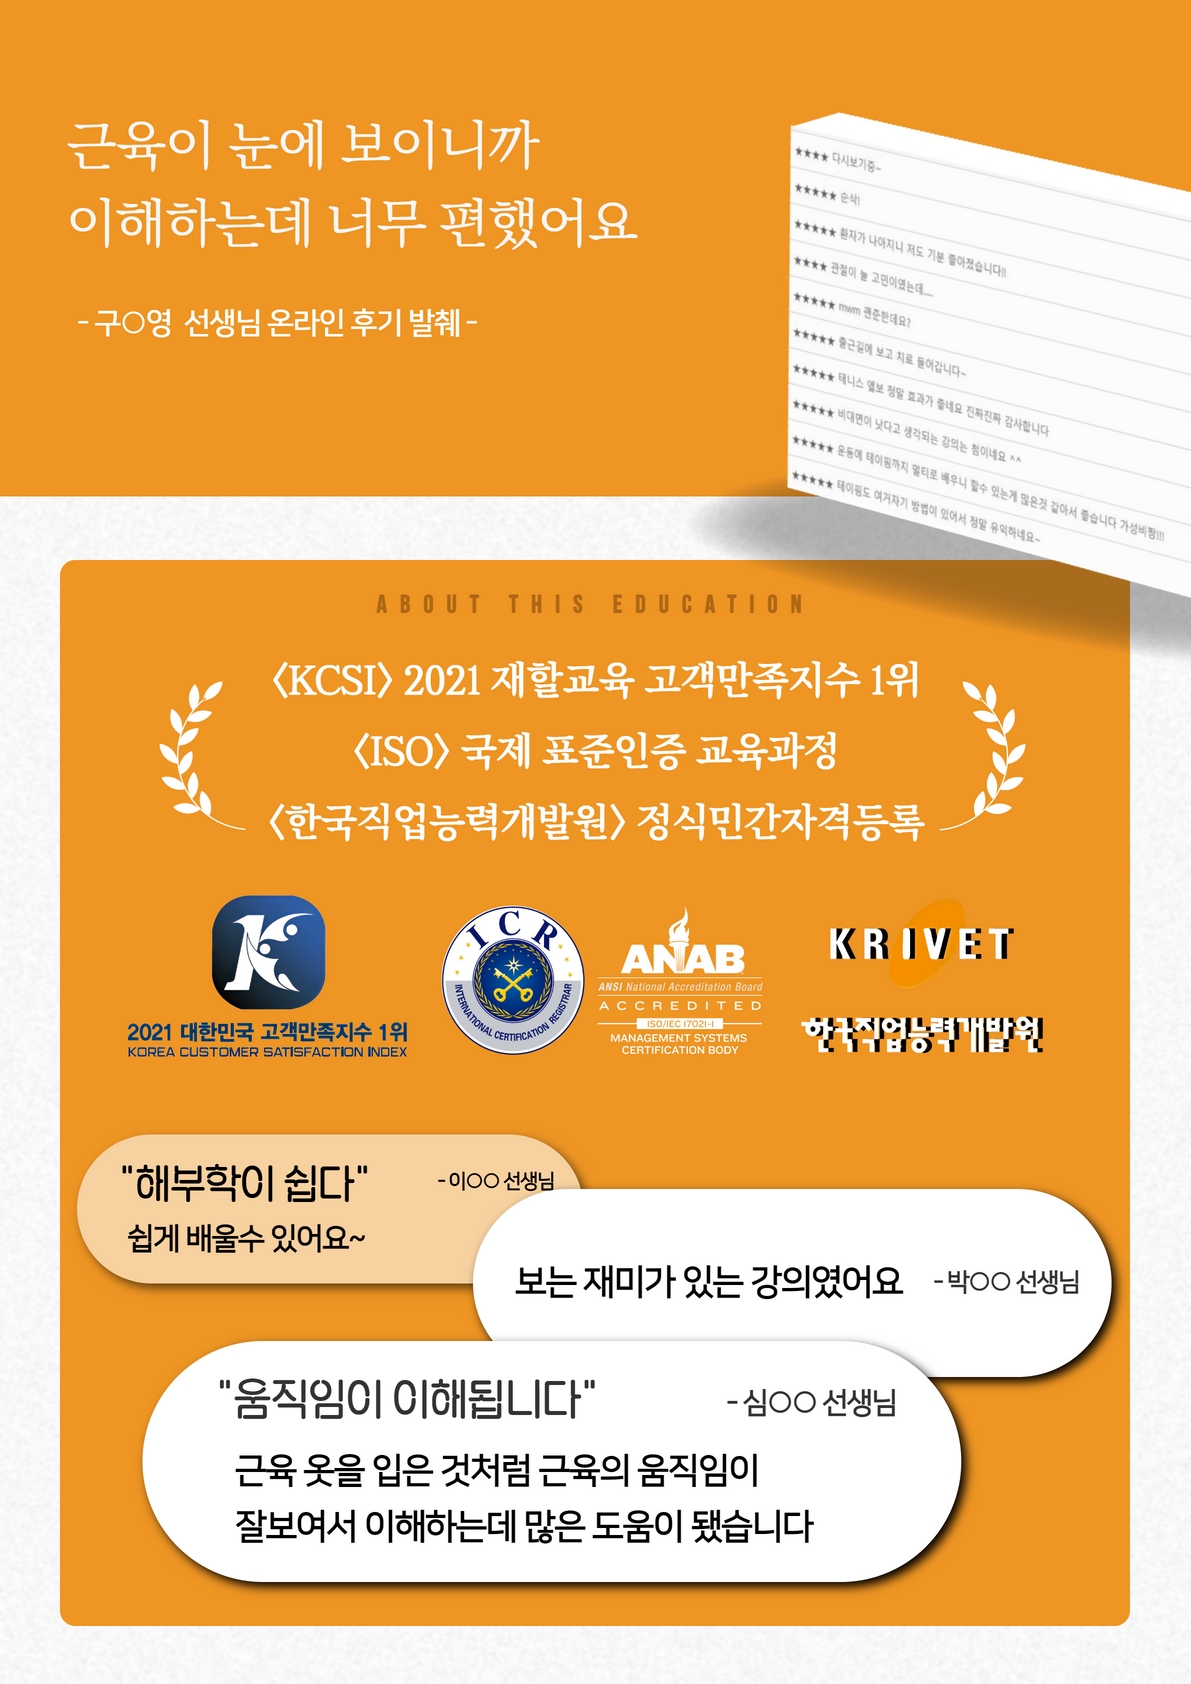 근육이 눈에 보이니까
이해하는데 너무 편했어요
- 구○영 선생님 온라인 후기 발췌 -
★★★★ 다시보기중~
★★★★★ 순삭!
★★★★★ 환자가 나아지니 저도 기분 좋아졌습니다!!
★★★★ 관절이 늘 고민이였는데....
★★★★★ mwm 괜준한데요?
★★★★★ 출근길에 보고 치료 들어갑니다~
★★★★★ 테니스 엘보 정말 효과가 좋네요 진짜진짜 감사합니다
★★★★★ 비대면이 낫다고 생각되는 강의는 첨이네요 ^^
★★★★★ 운동에 테이핑까지 멀티로 배우니 할수 있는게 많은것 같아서 좋습니다 가성비짱!!!
★★★★★ 테이핑도 여거자기 방법이 있어서 정말 유익하네요~
ABOUT THIS EDUCATION
〈KCSI〉 2021 재할교육 고객만족지수 1위
〈ISO〉 국제 표준인증 교육과정
〈한국직업능력개발원〉 정식민간자격등록
K
2021 대한민국 고객만족지수 1위
KOREA CUSTOMER SATISFACTION INDEX
ICR
INTERNATIONAL CERTIFICATION REGISTRAR
ANAB
ANSI National Accreditation Board
ACCREDITED
ISO/IEC 17021-1
MANAGEMENT SYSTEMS
CERTIFICATION BODY
KRIVET
한국직업능력개발원
"해부학이 쉽다" - 이○○ 선생님
쉽게 배울수 있어요~
보는 재미가 있는 강의였어요 - 박○○ 선생님
"움직임이 이해됩니다" - 심○○ 선생님
근육 옷을 입은 것처럼 근육의 움직임이
잘보여서 이해하는데 많은 도움이 됐습니다